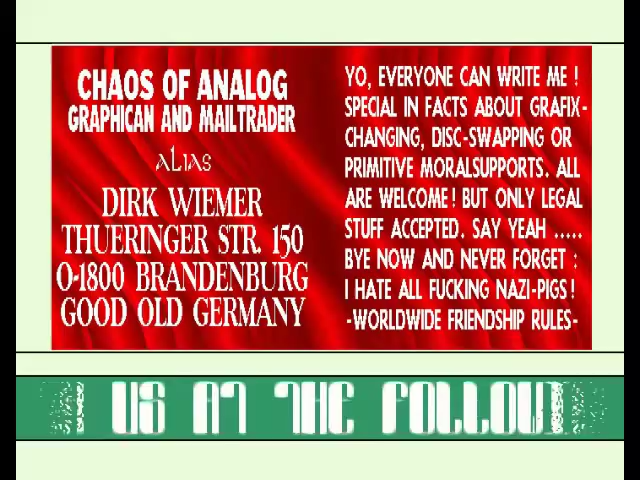 CHAOS OF ANALOG
GRAPHICAN AND MAILTRADER
ALIAS
DIRK WIEMER
THUERINGER STR. 150
O-1800 BRANDENBURG
GOOD OLD GERMANY
YO, EVERYONE CAN WRITE ME !
SPECIAL IN FACTS ABOUT GRAFIX-
CHANGING, DISC-SWAPPING OR
PRIMITIVE MORALSUPPORTS. ALL
ARE WELCOME! BUT ONLY LEGAL
STUFF ACCEPTED. SAY YEAH .....
BYE NOW AND NEVER FORGET :
I HATE ALL FUCKING NAZI-PIGS!
-WORLDWIDE FRIENDSHIP RULES-
US AT THE